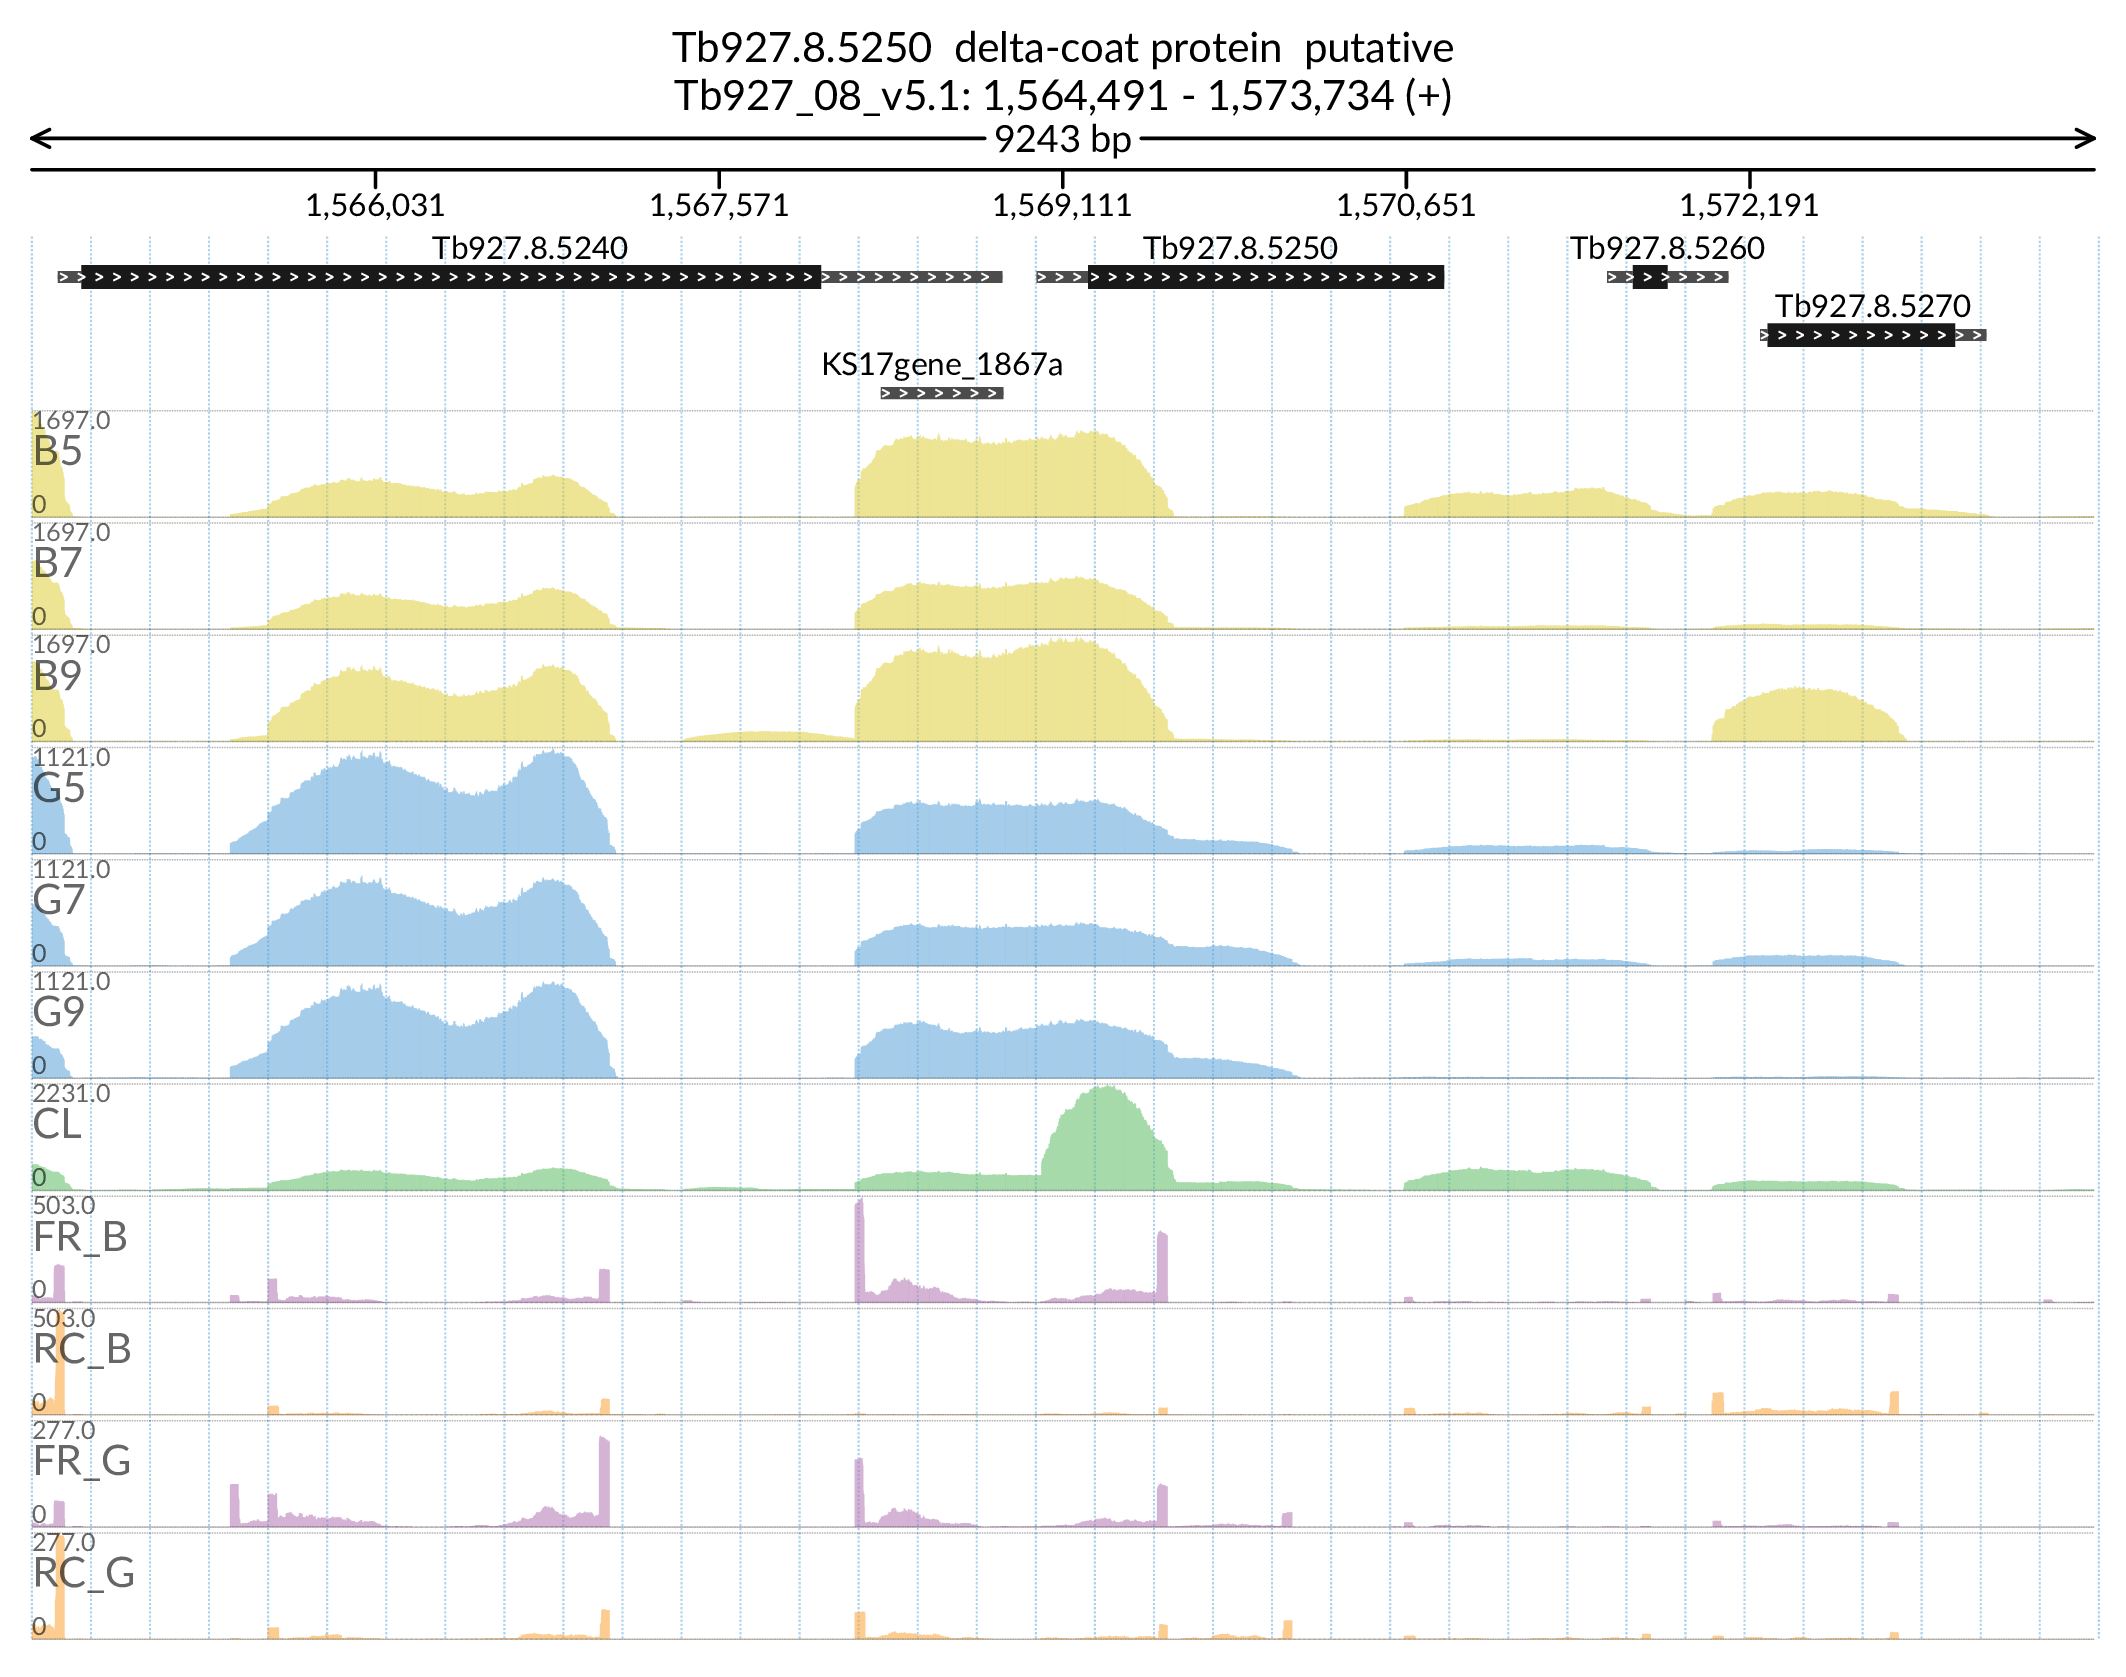 Tb927.8.5250 delta-coat protein putative
Tb927_08_v5.1: 1,564,491 - 1,573,734 (+)
9243 bp
1,566,031 1,567,571 1,569,111 1,570,651 1,572,191
Tb927.8.5240 Tb927.8.5250 Tb927.8.5260
Tb927.8.5270
KS17gene_1867a
1697.0
B5
0
1697.0
B7
0
1697.0
B9
0
1121.0
G5
0
1121.0
G7
0
1121.0
G9
0
2231.0
CL
0
503.0
FR_B
0
503.0
RC_B
0
277.0
FR_G
0
277.0
RC_G
0